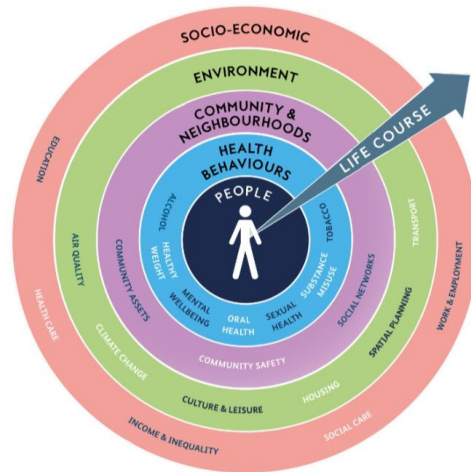 SOCIO-ECONOMIC
ENVIRONMENT
COMMUNITY &
NEIGHBOURHOODS
HEALTH
BEHAVIOURS
PEOPLE
LIFE COURSE
ALCOHOL
HEALTHY
WEIGHT
MENTAL
WELLBEING
ORAL
HEALTH
SEXUAL
HEALTH
SUBSTANCE
MISUSE
TOBACCO
COMMUNITY ASSETS
COMMUNITY SAFETY
SOCIAL NETWORKS
AIR QUALITY
CLIMATE CHANGE
CULTURE & LEISURE
HOUSING
SPATIAL PLANNING
TRANSPORT
EDUCATION
HEALTH CARE
INCOME & INEQUALITY
SOCIAL CARE
WORK & EMPLOYMENT